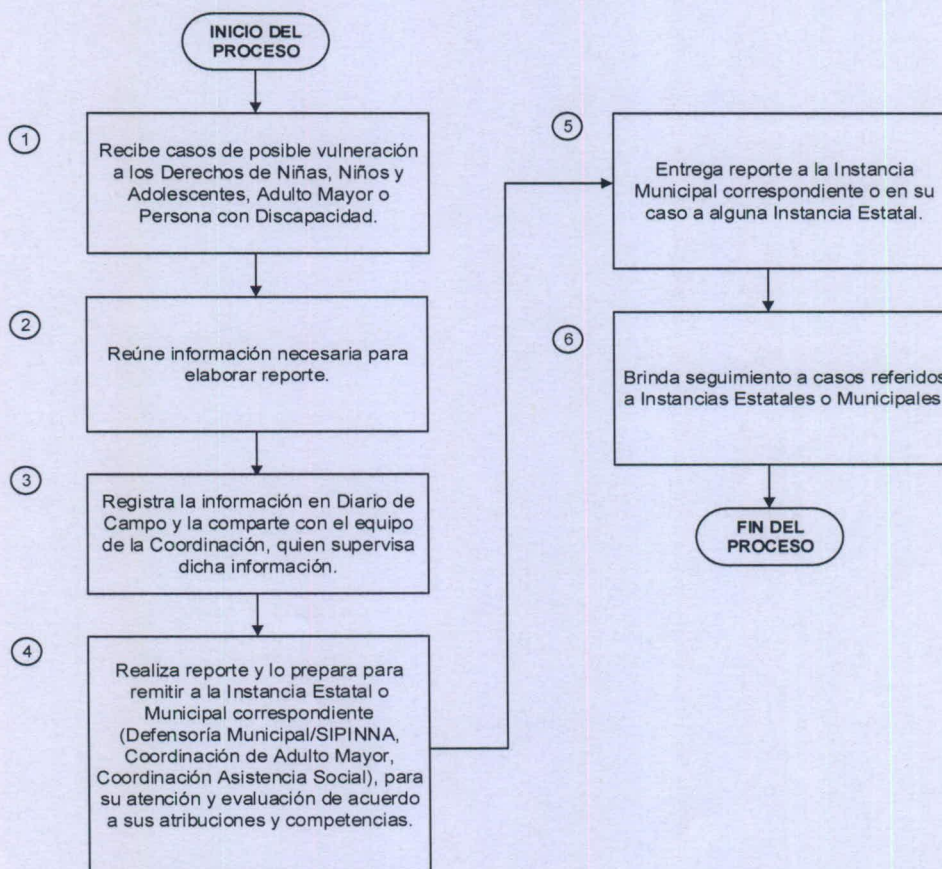 INICIO DEL
PROCESO
1
Recibe casos de posible vulneración
a los Derechos de Niñas, Niños y
Adolescentes, Adulto Mayor o
Persona con Discapacidad.
2
Reúne información necesaria para
elaborar reporte.
3
Registra la información en Diario de
Campo y la comparte con el equipo
de la Coordinación, quien supervisa
dicha información.
4
Realiza reporte y lo prepara para
remitir a la Instancia Estatal o
Municipal correspondiente
(Defensoría Municipal/SIPINNA,
Coordinación de Adulto Mayor,
Coordinación Asistencia Social), para
su atención y evaluación de acuerdo
a sus atribuciones y competencias.
5
Entrega reporte a la Instancia
Municipal correspondiente o en su
caso a alguna Instancia Estatal.
6
Brinda seguimiento a casos referidos
a Instancias Estatales o Municipales
FIN DEL
PROCESO